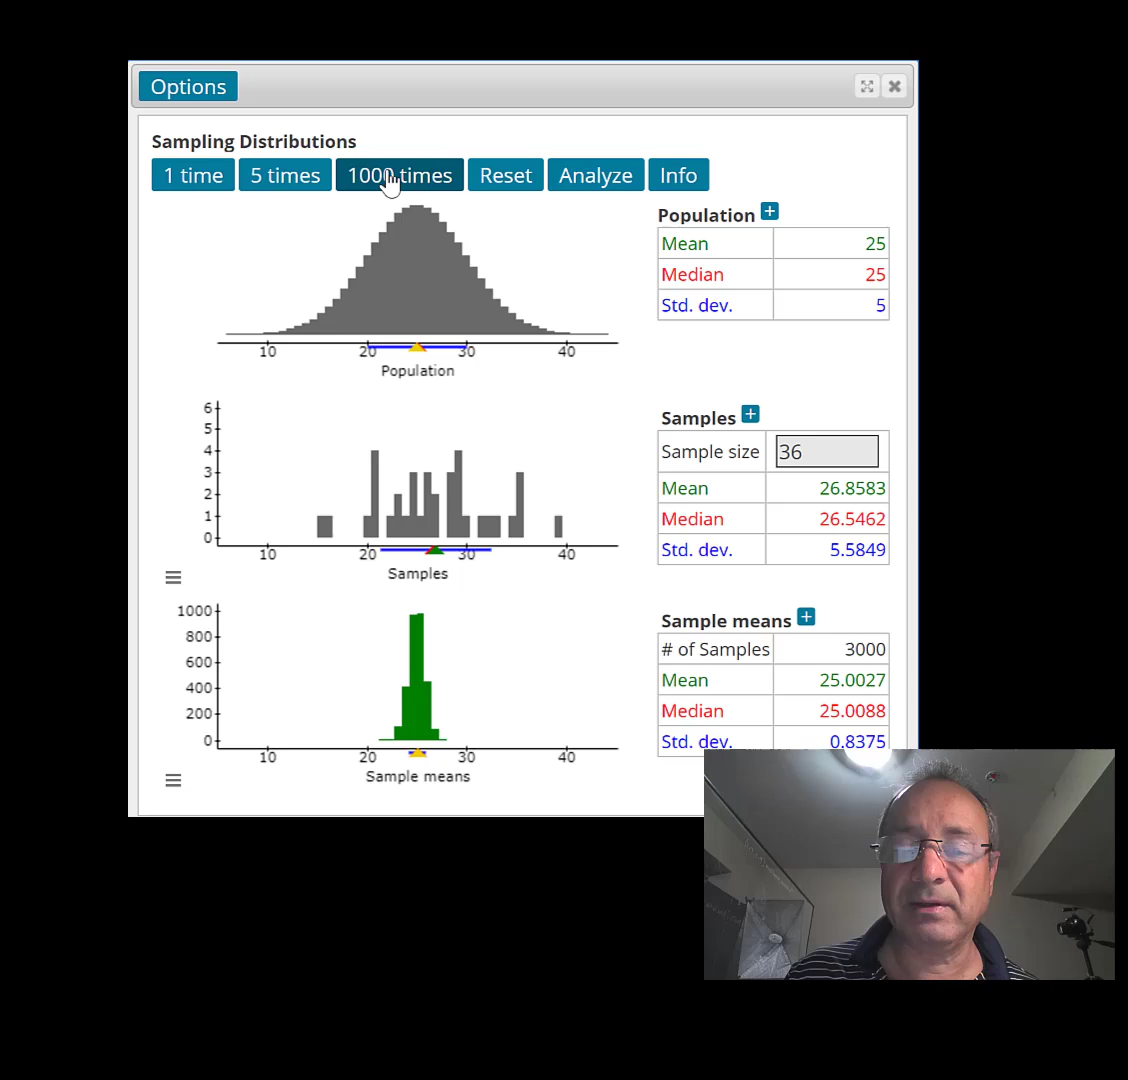 Options
Sampling Distributions
1 time 5 times 1000 times Reset Analyze Info
Population +
Mean 25
Median 25
Std. dev. 5
10 20 30 40
Population
6
5
4
3
2
1
0
10 20 30 40
Samples
Samples +
Sample size 36
Mean 26.8583
Median 26.5462
Std. dev. 5.5849
1000
800
600
400
200
0
10 20 30 40
Sample means
Sample means +
# of Samples 3000
Mean 25.0027
Median 25.0088
Std. dev. 0.8375